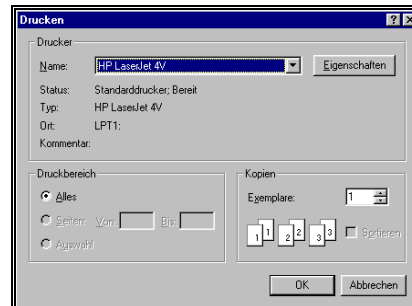 Drucken
Drucker
Name: HP LaserJet 4V Eigenschaften
Status: Standarddrucker; Bereit
Typ: HP LaserJet 4V
Ort: LPT1:
Kommentar:
Druckbereich
Alles
Seiten: Von: Bis:
Auswahl
Kopien
Exemplare: 1
1 1 2 2 3 3 Sortieren
OK Abbrechen